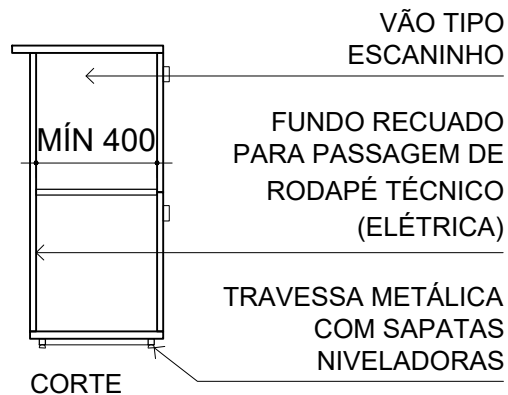 VÃO TIPO
ESCANINHO
MÍN 400
FUNDO RECUADO
PARA PASSAGEM DE
RODAPÉ TÉCNICO
(ELÉTRICA)
TRAVESSA METÁLICA
COM SAPATAS
NIVELADORAS
CORTE